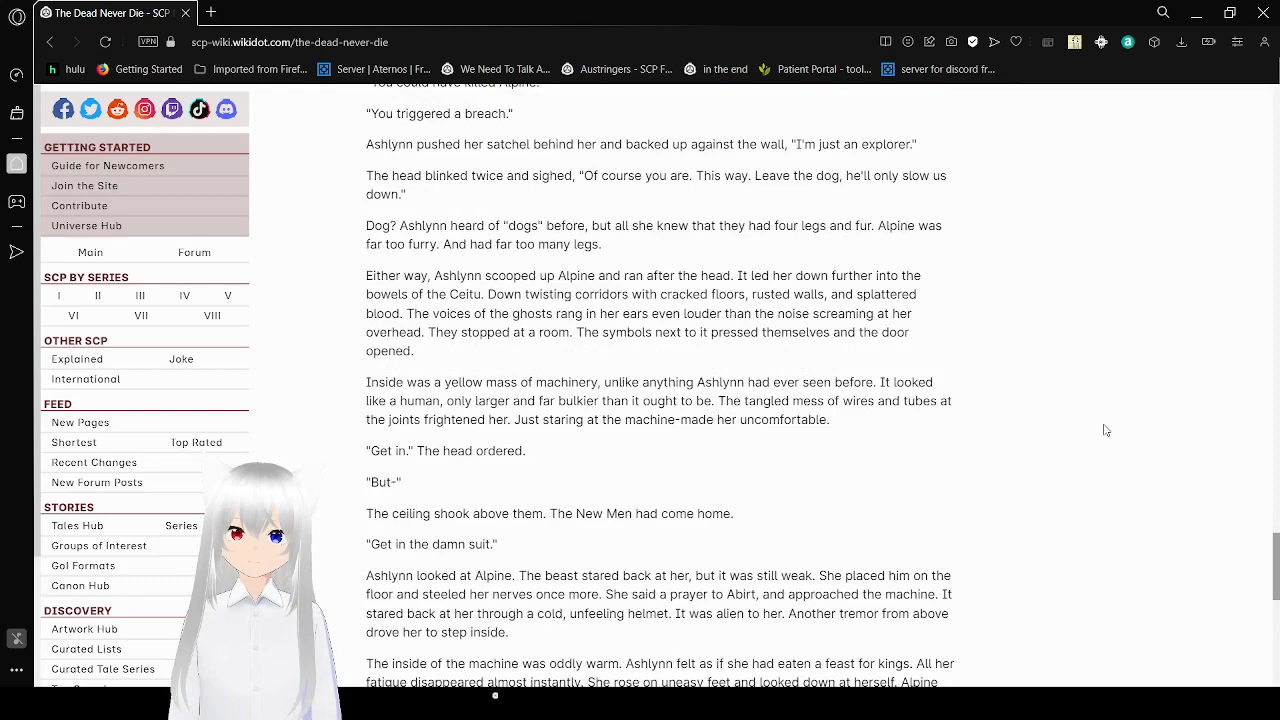 The Dead Never Die - SCP
VPN
scp-wiki.wikidot.com/the-dead-never-die
hulu
Getting Started
Imported from Firef...
Server | Aternos | Fr...
We Need To Talk A...
Austringers - SCP F...
in the end
Patient Portal - tool...
server for discord fr...
GETTING STARTED
Guide for Newcomers
Join the Site
Contribute
Universe Hub
Main Forum
SCP BY SERIES
I II III IV V
VI VII VIII
OTHER SCP
Explained Joke
International
FEED
New Pages
Shortest Top Rated
Recent Changes
New Forum Posts
STORIES
Tales Hub Series
Groups of Interest
GoI Formats
Canon Hub
DISCOVERY
Artwork Hub
Curated Lists
Curated Tale Series
"You could have killed Alpine."
"You triggered a breach."
Ashlynn pushed her satchel behind her and backed up against the wall, "I'm just an explorer."
The head blinked twice and sighed, "Of course you are. This way. Leave the dog, he'll only slow us
down."
Dog? Ashlynn heard of "dogs" before, but all she knew that they had four legs and fur. Alpine was
far too furry. And had far too many legs.
Either way, Ashlynn scooped up Alpine and ran after the head. It led her down further into the
bowels of the Ceitu. Down twisting corridors with cracked floors, rusted walls, and splattered
blood. The voices of the ghosts rang in her ears even louder than the noise screaming at her
overhead. They stopped at a room. The symbols next to it pressed themselves and the door
opened.
Inside was a yellow mass of machinery, unlike anything Ashlynn had ever seen before. It looked
like a human, only larger and far bulkier than it ought to be. The tangled mess of wires and tubes at
the joints frightened her. Just staring at the machine-made her uncomfortable.
"Get in." The head ordered.
"But-"
The ceiling shook above them. The New Men had come home.
"Get in the damn suit."
Ashlynn looked at Alpine. The beast stared back at her, but it was still weak. She placed him on the
floor and steeled her nerves once more. She said a prayer to Abirt, and approached the machine. It
stared back at her through a cold, unfeeling helmet. It was alien to her. Another tremor from above
drove her to step inside.
The inside of the machine was oddly warm. Ashlynn felt as if she had eaten a feast for kings. All her
fatigue disappeared almost instantly. She rose on uneasy feet and looked down at herself. Alpine